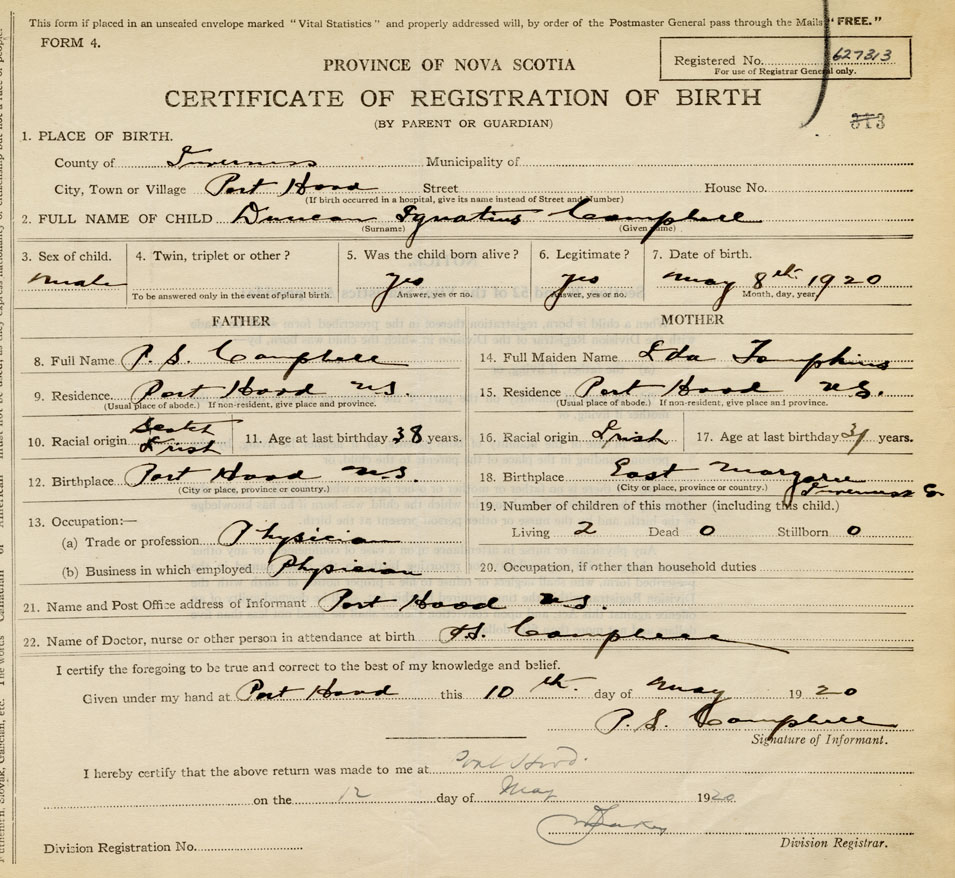 This form if placed in an unsealed envelope marked "Vital Statistics" and properly addressed will, by order of the Postmaster General pass through the Mails "FREE."
FORM 4.
Registered No. 627313
For use of Registrar General only.
PROVINCE OF NOVA SCOTIA
CERTIFICATE OF REGISTRATION OF BIRTH
(BY PARENT OR GUARDIAN)
313
1. PLACE OF BIRTH.
County of Inverness Municipality of
City, Town or Village Port Hood Street House No.
(If birth occurred in a hospital, give its name instead of Street and Number)
2. FULL NAME OF CHILD Duncan Ignatius Campbell
(Surname) (Given name)
3. Sex of child. 4. Twin, triplet or other? 5. Was the child born alive? 6. Legitimate? 7. Date of birth.
male yes yes May 8th 1920
To be answered only in the event of plural birth. Answer, yes or no. Answer, yes or no. Month, day, year,
FATHER MOTHER
8. Full Name P. S. Campbell 14. Full Maiden Name Ida Tompkins
9. Residence Port Hood N.S. 15. Residence Port Hood N.S.
(Usual place of abode.) If non-resident, give place and province. (Usual place of abode.) If non-resident, give place and province.
10. Racial origin Scotch Irish 11. Age at last birthday 38 years. 16. Racial origin Irish 17. Age at last birthday 31 years.
12. Birthplace Port Hood N.S. 18. Birthplace East Margaree Inverness Co.
(City or place, province or country.) (City or place, province or country.)
19. Number of children of this mother (including this child.)
13. Occupation:—
(a) Trade or profession Physician Living 2 Dead 0 Stillborn 0
(b) Business in which employed Physician 20. Occupation, if other than household duties
21. Name and Post Office address of Informant Port Hood N.S.
22. Name of Doctor, nurse or other person in attendance at birth P.S. Campbell
I certify the foregoing to be true and correct to the best of my knowledge and belief.
Given under my hand at Port Hood this 10th day of May 1920
P. S. Campbell
Signature of Informant.
I hereby certify that the above return was made to me at Port Hood.
on the 12 day of May 1920
Division Registrar.
Division Registration No.